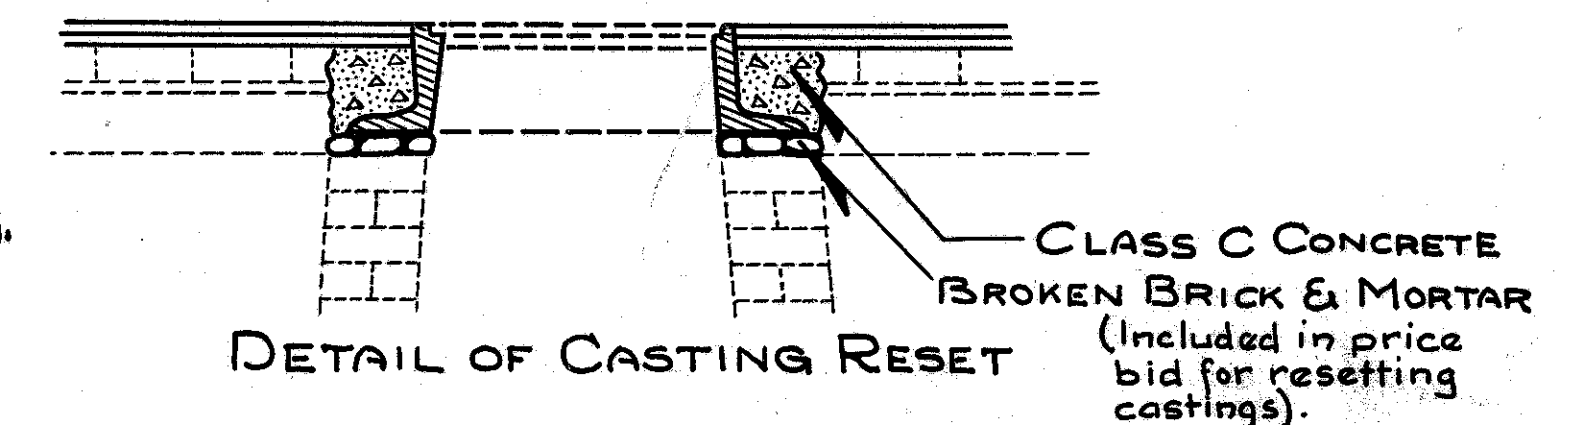 CLASS C CONCRETE
BROKEN BRICK & MORTAR
(Included in price
bid for resetting
castings).
DETAIL OF CASTING RESET